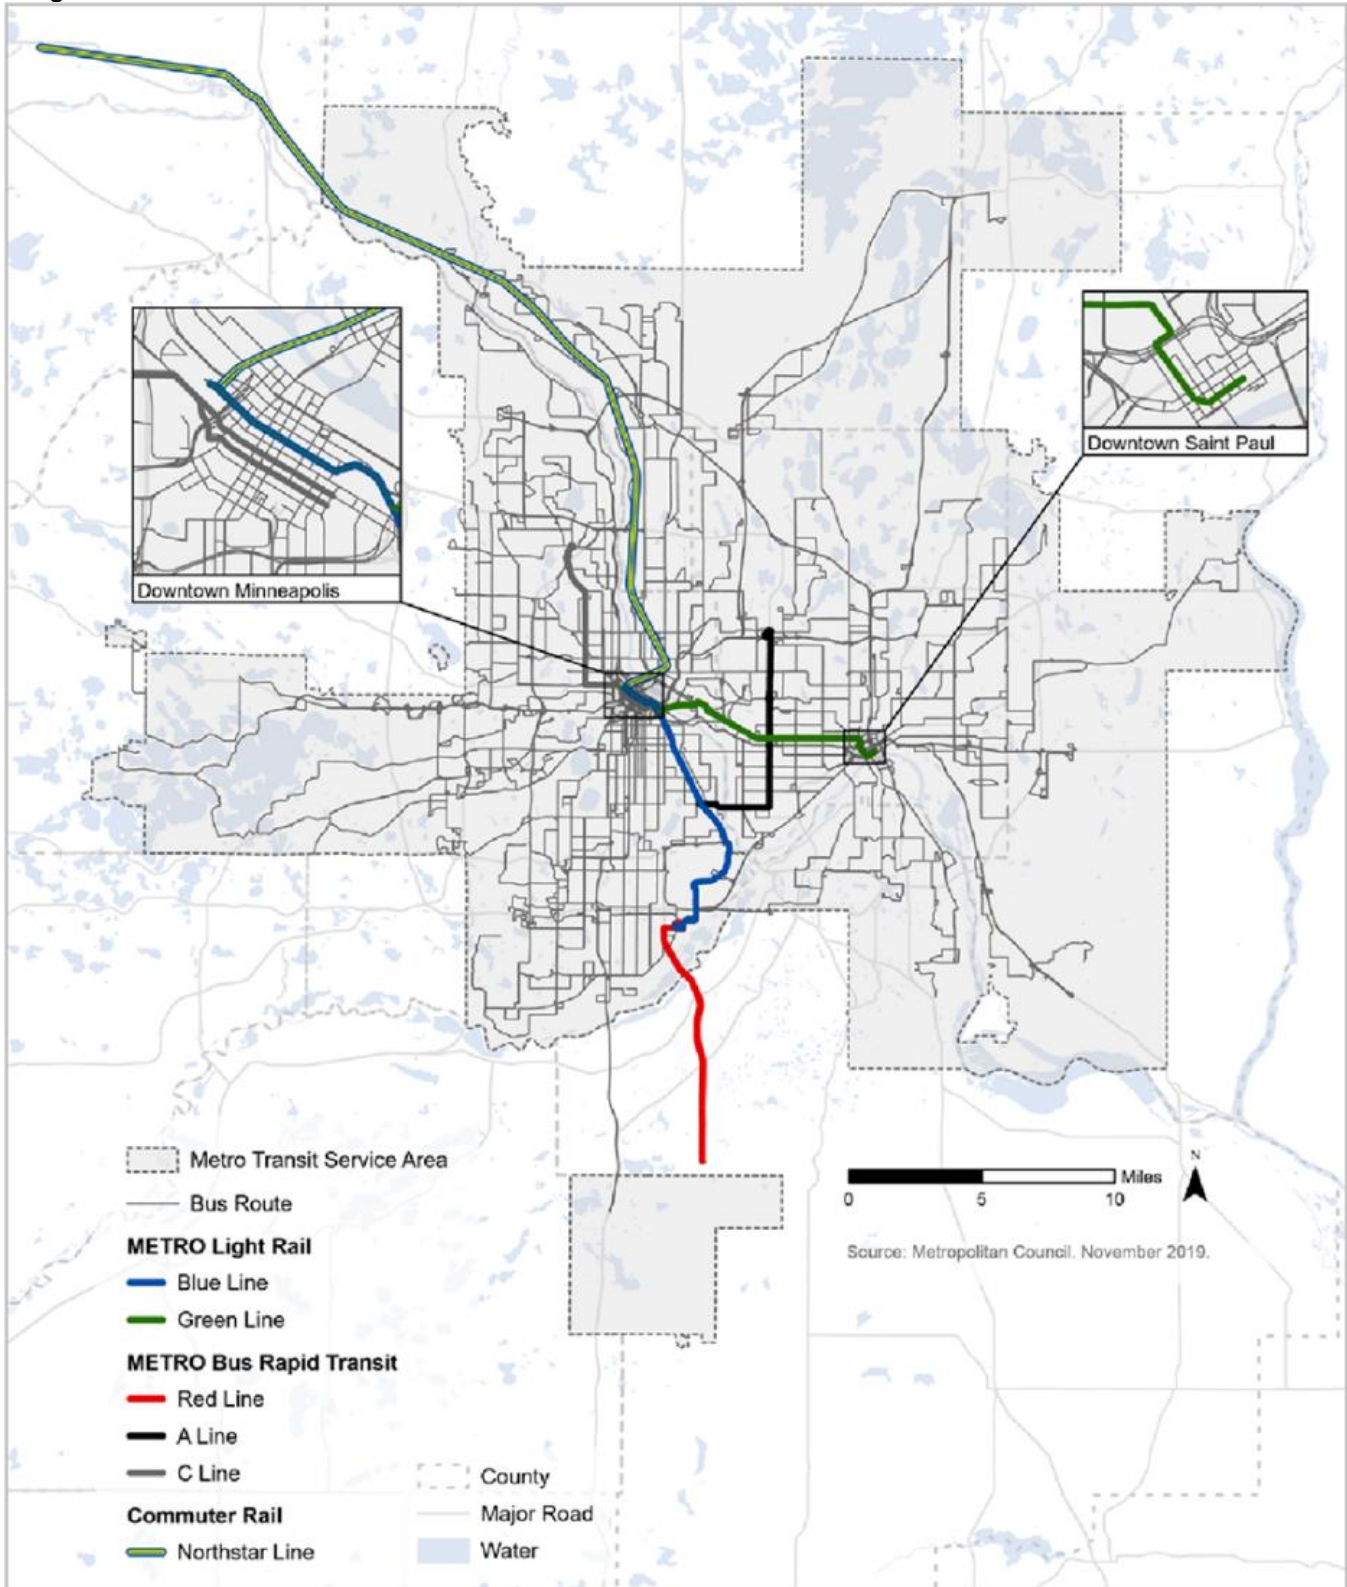 Downtown Saint Paul
Downtown Minneapolis
Metro Transit Service Area
Bus Route
METRO Light Rail
Blue Line
Green Line
METRO Bus Rapid Transit
Red Line
A Line
C Line
Commuter Rail
Northstar Line
County
Major Road
Water
N
Miles
0 5 10
Source: Metropolitan Council. November 2019.